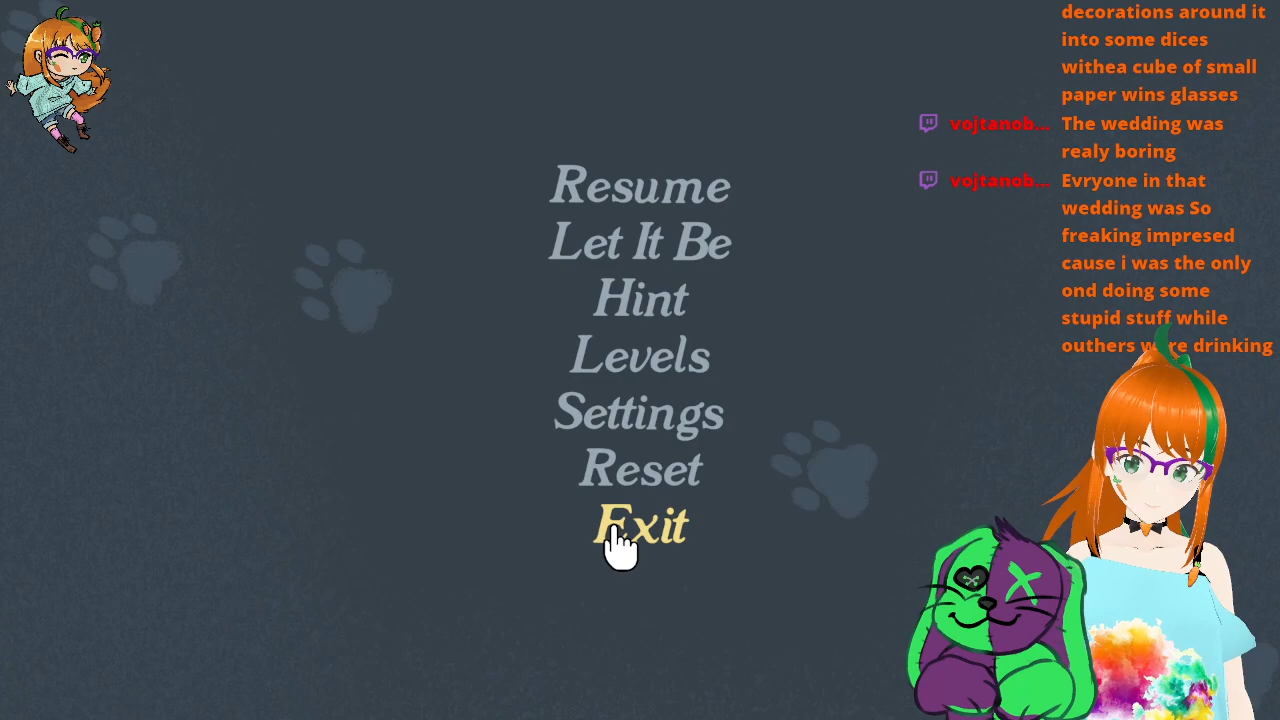 decorations around it
into some dices
withea cube of small
paper wins glasses
vojtanob... The wedding was
realy boring
vojtanob... Evryone in that
wedding was So
freaking impresed
cause i was the only
ond doing some
stupid stuff while
outhers were drinking
Resume
Let It Be
Hint
Levels
Settings
Reset
Exit